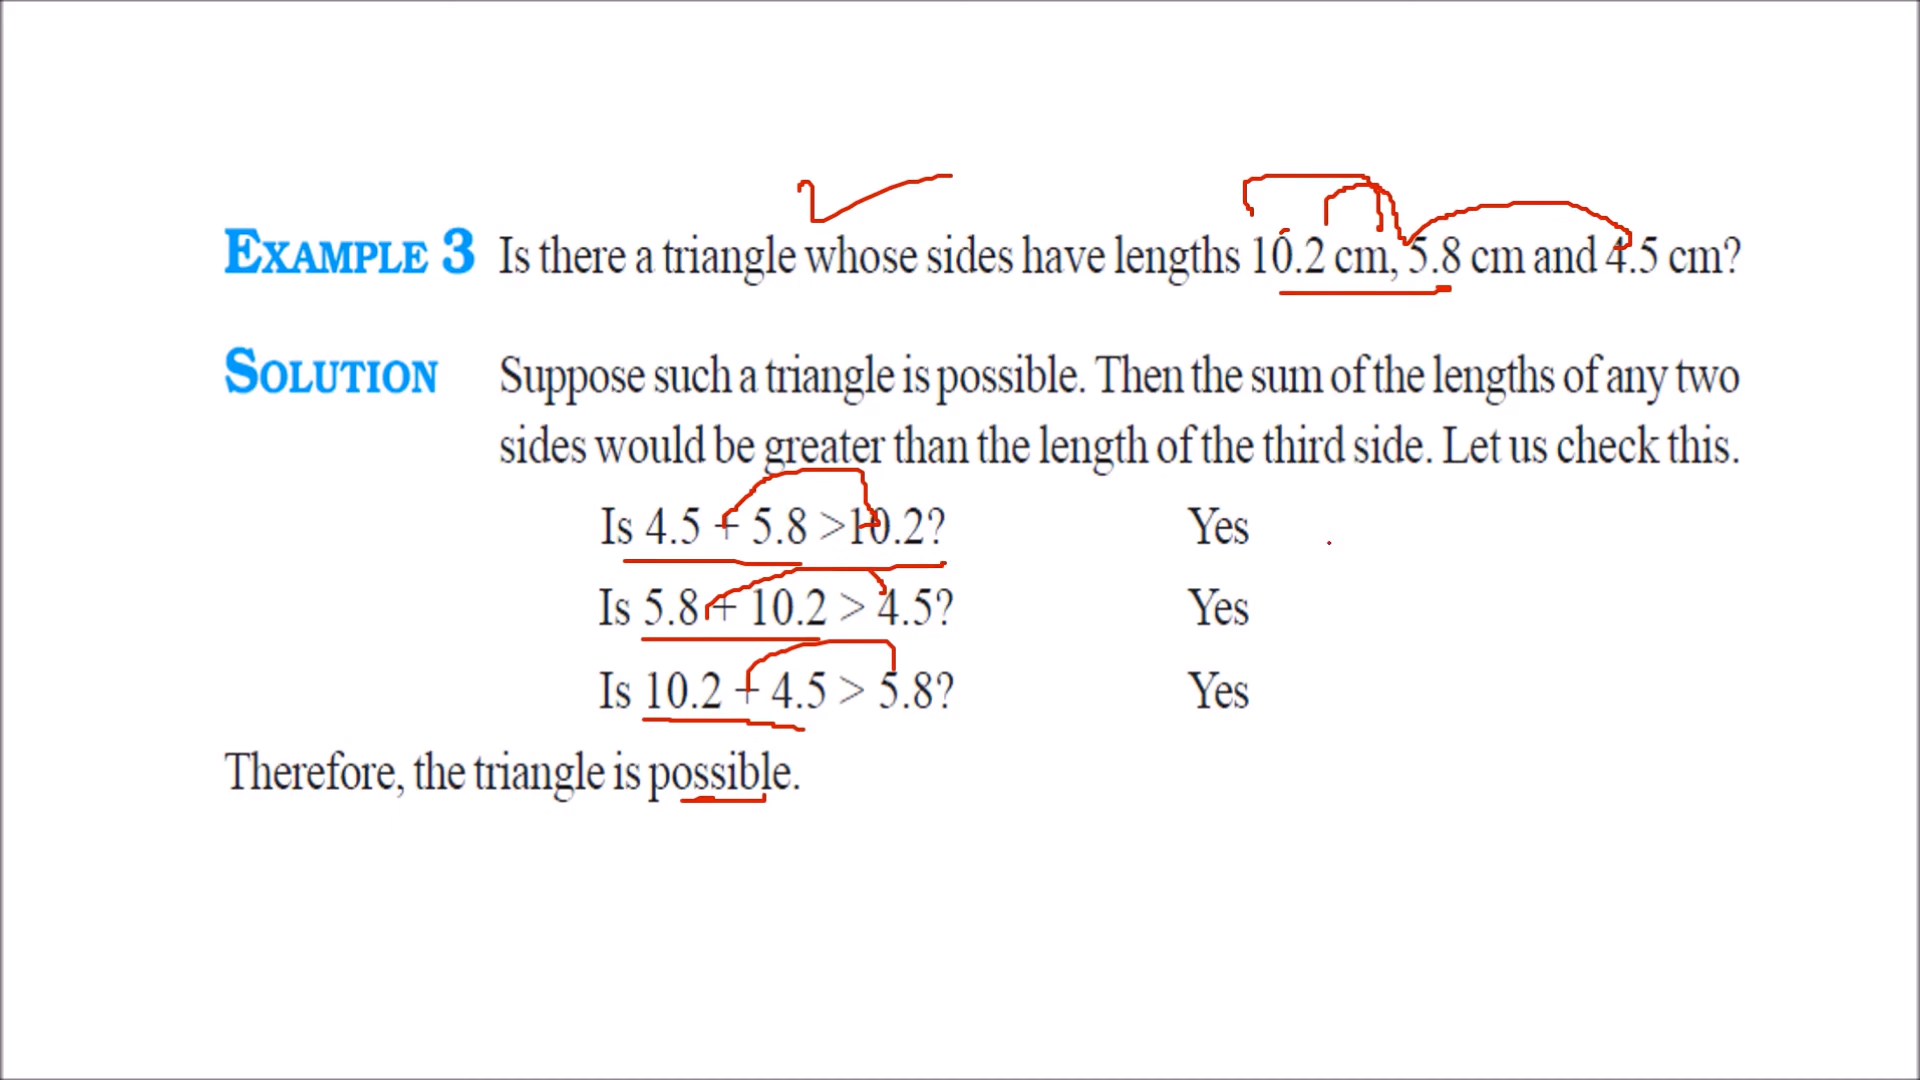 EXAMPLE 3 Is there a triangle whose sides have lengths 10.2 cm, 5.8 cm and 4.5 cm?
SOLUTION Suppose such a triangle is possible. Then the sum of the lengths of any two
sides would be greater than the length of the third side. Let us check this.
Is 4.5 + 5.8 >10.2? Yes
Is 5.8 + 10.2 > 4.5? Yes
Is 10.2 + 4.5 > 5.8? Yes
Therefore, the triangle is possible.